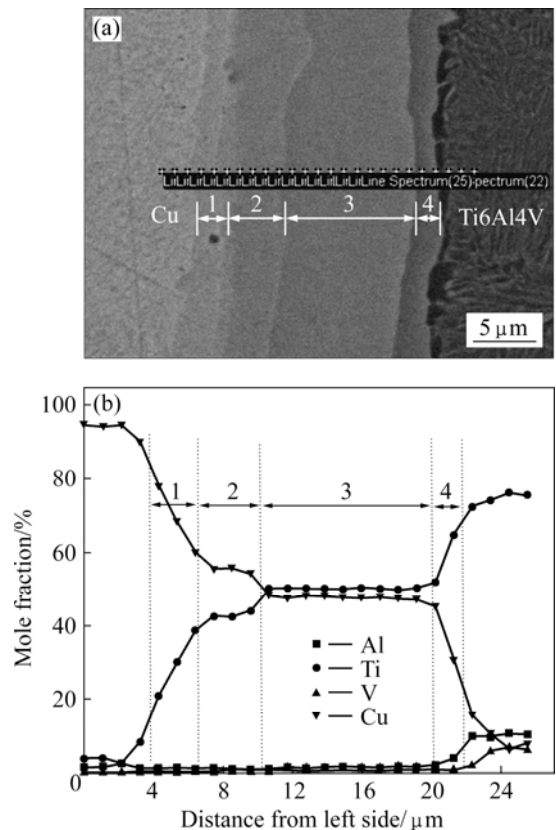 (a)
LirLirLirLirLirLirLirLirLirLirLirLirLirLirLirLine Spectrum(25) pectrum(22)
Cu 1 2 3 4 Ti6Al4V
5 μm
(b)
100
80
60
40
20
0
1 2 3 4
Al
Ti
V
Cu
4 8 12 16 20 24
Mole fraction/%
Distance from left side/μm